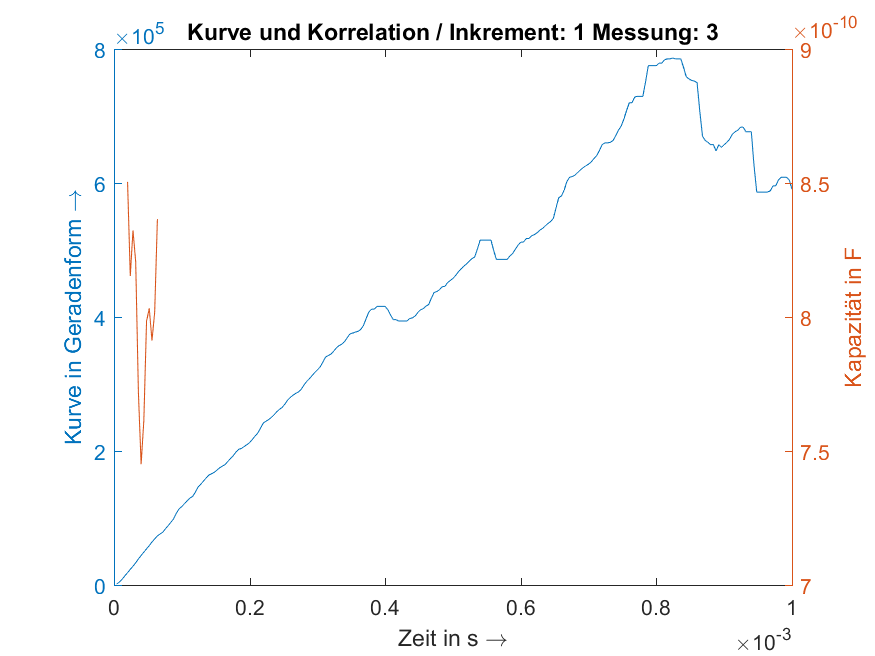 Kurve und Korrelation / Inkrement: 1 Messung: 3
×10⁵
×10⁻¹⁰
8
6
4
2
0
Kurve in Geradenform →
9
8.5
8
7.5
7
Kapazität in F
0 0.2 0.4 0.6 0.8 1
Zeit in s →
×10⁻³